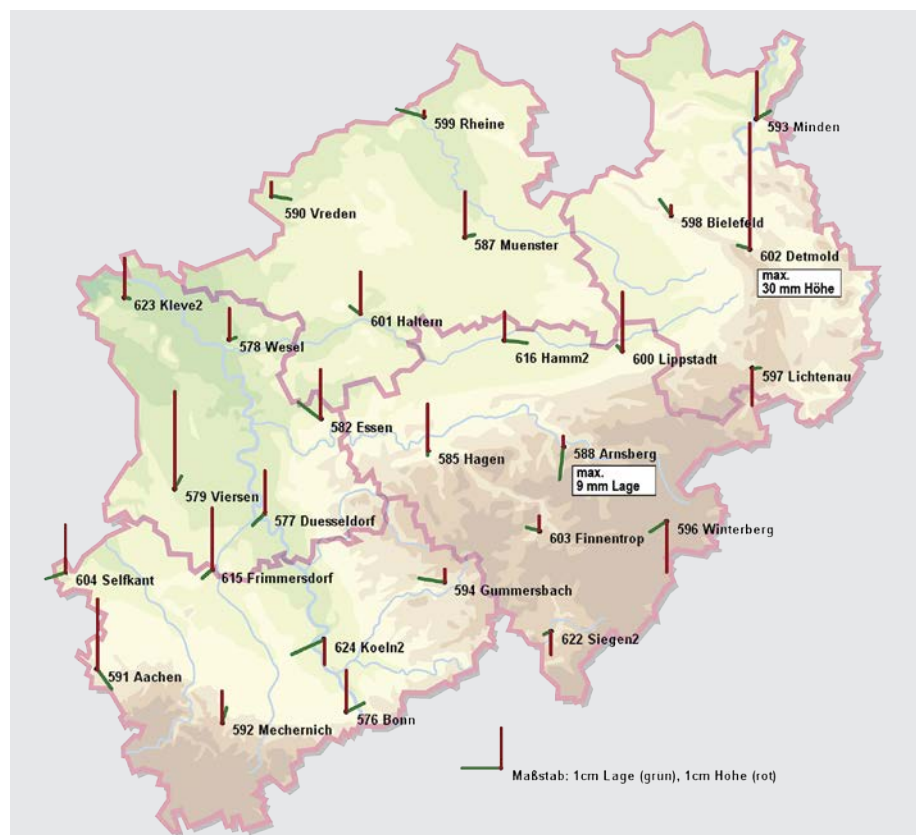 599 Rheine
593 Minden
590 Vreden
598 Bielefeld
587 Muenster
602 Detmold
max.
30 mm Höhe
623 Kleve2
601 Haltern
578 Wesel
616 Hamm2
600 Lippstadt
597 Lichtenau
582 Essen
585 Hagen
588 Arnsberg
max.
9 mm Lage
579 Viersen
577 Duesseldorf
596 Winterberg
603 Finnentrop
604 Selfkant
615 Frimmersdorf
594 Gummersbach
622 Siegen2
624 Koeln2
591 Aachen
576 Bonn
592 Mechernich
Maßstab: 1cm Lage (grun), 1cm Hohe (rot)